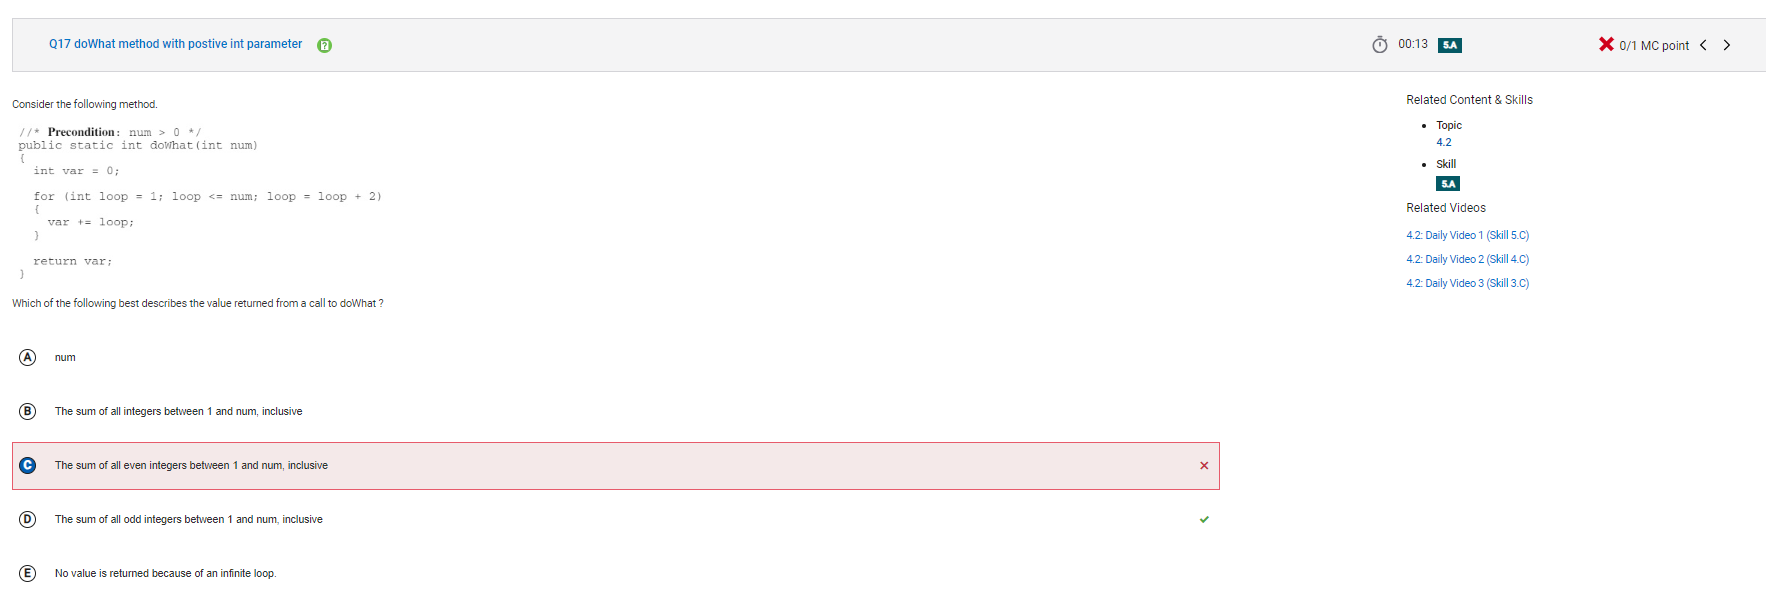 Q17 doWhat method with postive int parameter
00:13 5.A
0/1 MC point
Consider the following method.
//* Precondition: num > 0 */
public static int doWhat(int num)
{
int var = 0;
for (int loop = 1; loop <= num; loop = loop + 2)
{
var += loop;
}
return var;
}
Which of the following best describes the value returned from a call to doWhat ?
A num
B The sum of all integers between 1 and num, inclusive
C The sum of all even integers between 1 and num, inclusive
D The sum of all odd integers between 1 and num, inclusive
E No value is returned because of an infinite loop.
Related Content & Skills
Topic
4.2
Skill
5.A
Related Videos
4.2: Daily Video 1 (Skill 5.C)
4.2: Daily Video 2 (Skill 4.C)
4.2: Daily Video 3 (Skill 3.C)